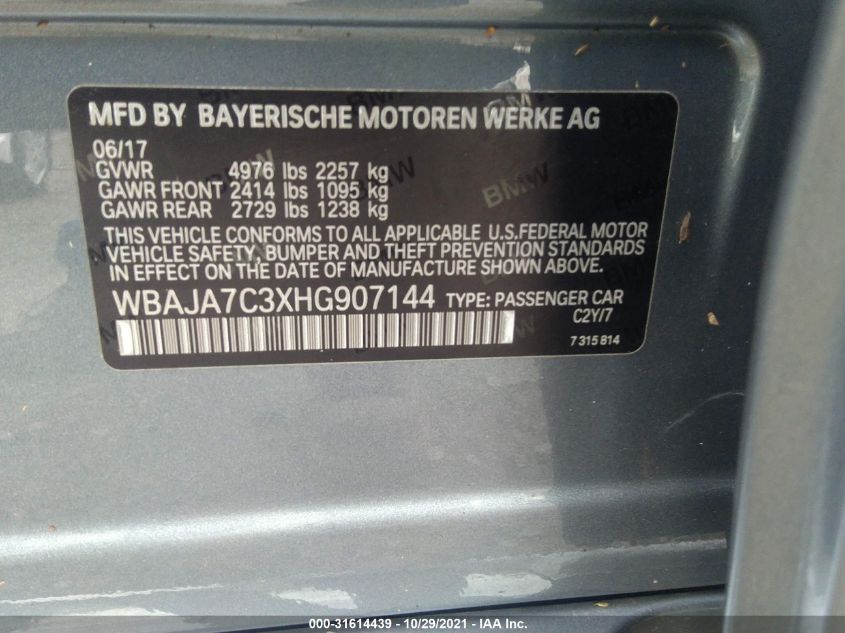 MFD BY BAYERISCHE MOTOREN WERKE AG
06/17
GVWR 4976 lbs 2257 kg
GAWR FRONT 2414 lbs 1095 kg
GAWR REAR 2729 lbs 1238 kg
THIS VEHICLE CONFORMS TO ALL APPLICABLE U.S.FEDERAL MOTOR
VEHICLE SAFETY, BUMPER AND THEFT PREVENTION STANDARDS
IN EFFECT ON THE DATE OF MANUFACTURE SHOWN ABOVE.
WBAJA7C3XHG907144 TYPE: PASSENGER CAR
C2Y/7
7 315 814
BMW
000-31614439 - 10/29/2021 - IAA Inc.